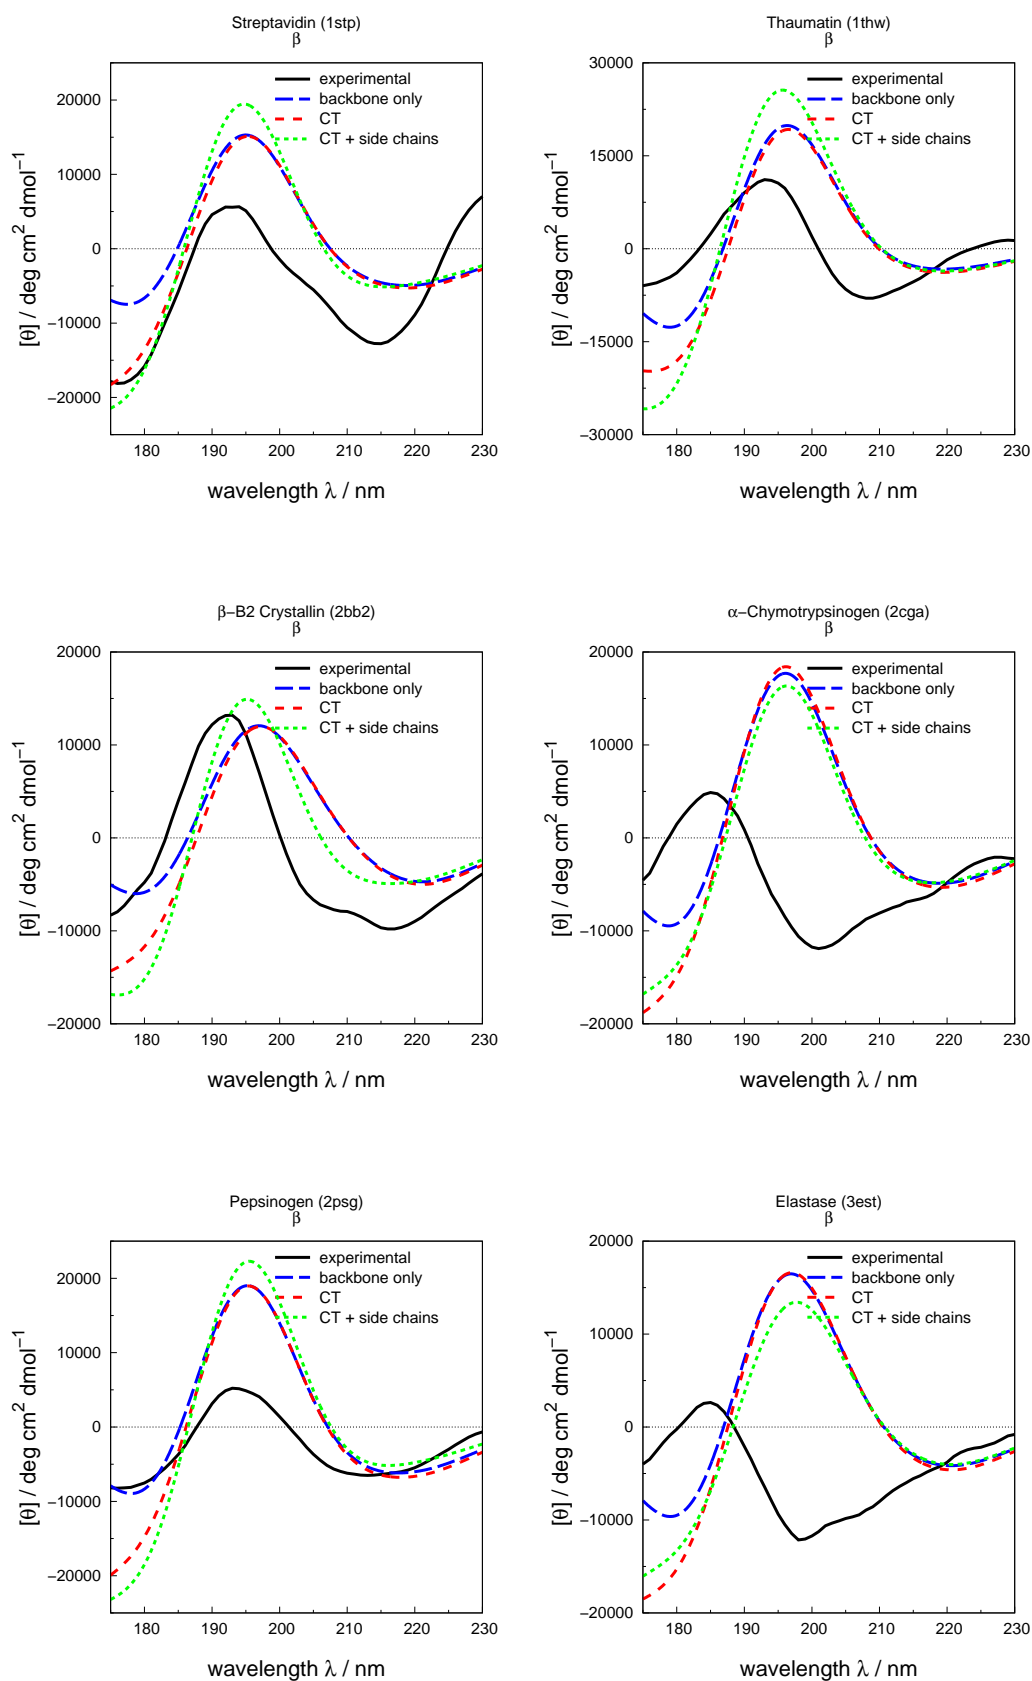 Streptavidin (1stp)
β
experimental
backbone only
CT
CT + side chains
20000
10000
0
−10000
−20000
180 190 200 210 220 230
[θ] / deg cm² dmol⁻¹
wavelength λ / nm
Thaumatin (1thw)
β
experimental
backbone only
CT
CT + side chains
30000
15000
0
−15000
−30000
180 190 200 210 220 230
[θ] / deg cm² dmol⁻¹
wavelength λ / nm
β−B2 Crystallin (2bb2)
β
experimental
backbone only
CT
CT + side chains
20000
10000
0
−10000
−20000
180 190 200 210 220 230
[θ] / deg cm² dmol⁻¹
wavelength λ / nm
α−Chymotrypsinogen (2cga)
β
experimental
backbone only
CT
CT + side chains
20000
10000
0
−10000
−20000
180 190 200 210 220 230
[θ] / deg cm² dmol⁻¹
wavelength λ / nm
Pepsinogen (2psg)
β
experimental
backbone only
CT
CT + side chains
20000
10000
0
−10000
−20000
180 190 200 210 220 230
[θ] / deg cm² dmol⁻¹
wavelength λ / nm
Elastase (3est)
β
experimental
backbone only
CT
CT + side chains
20000
10000
0
−10000
−20000
180 190 200 210 220 230
[θ] / deg cm² dmol⁻¹
wavelength λ / nm